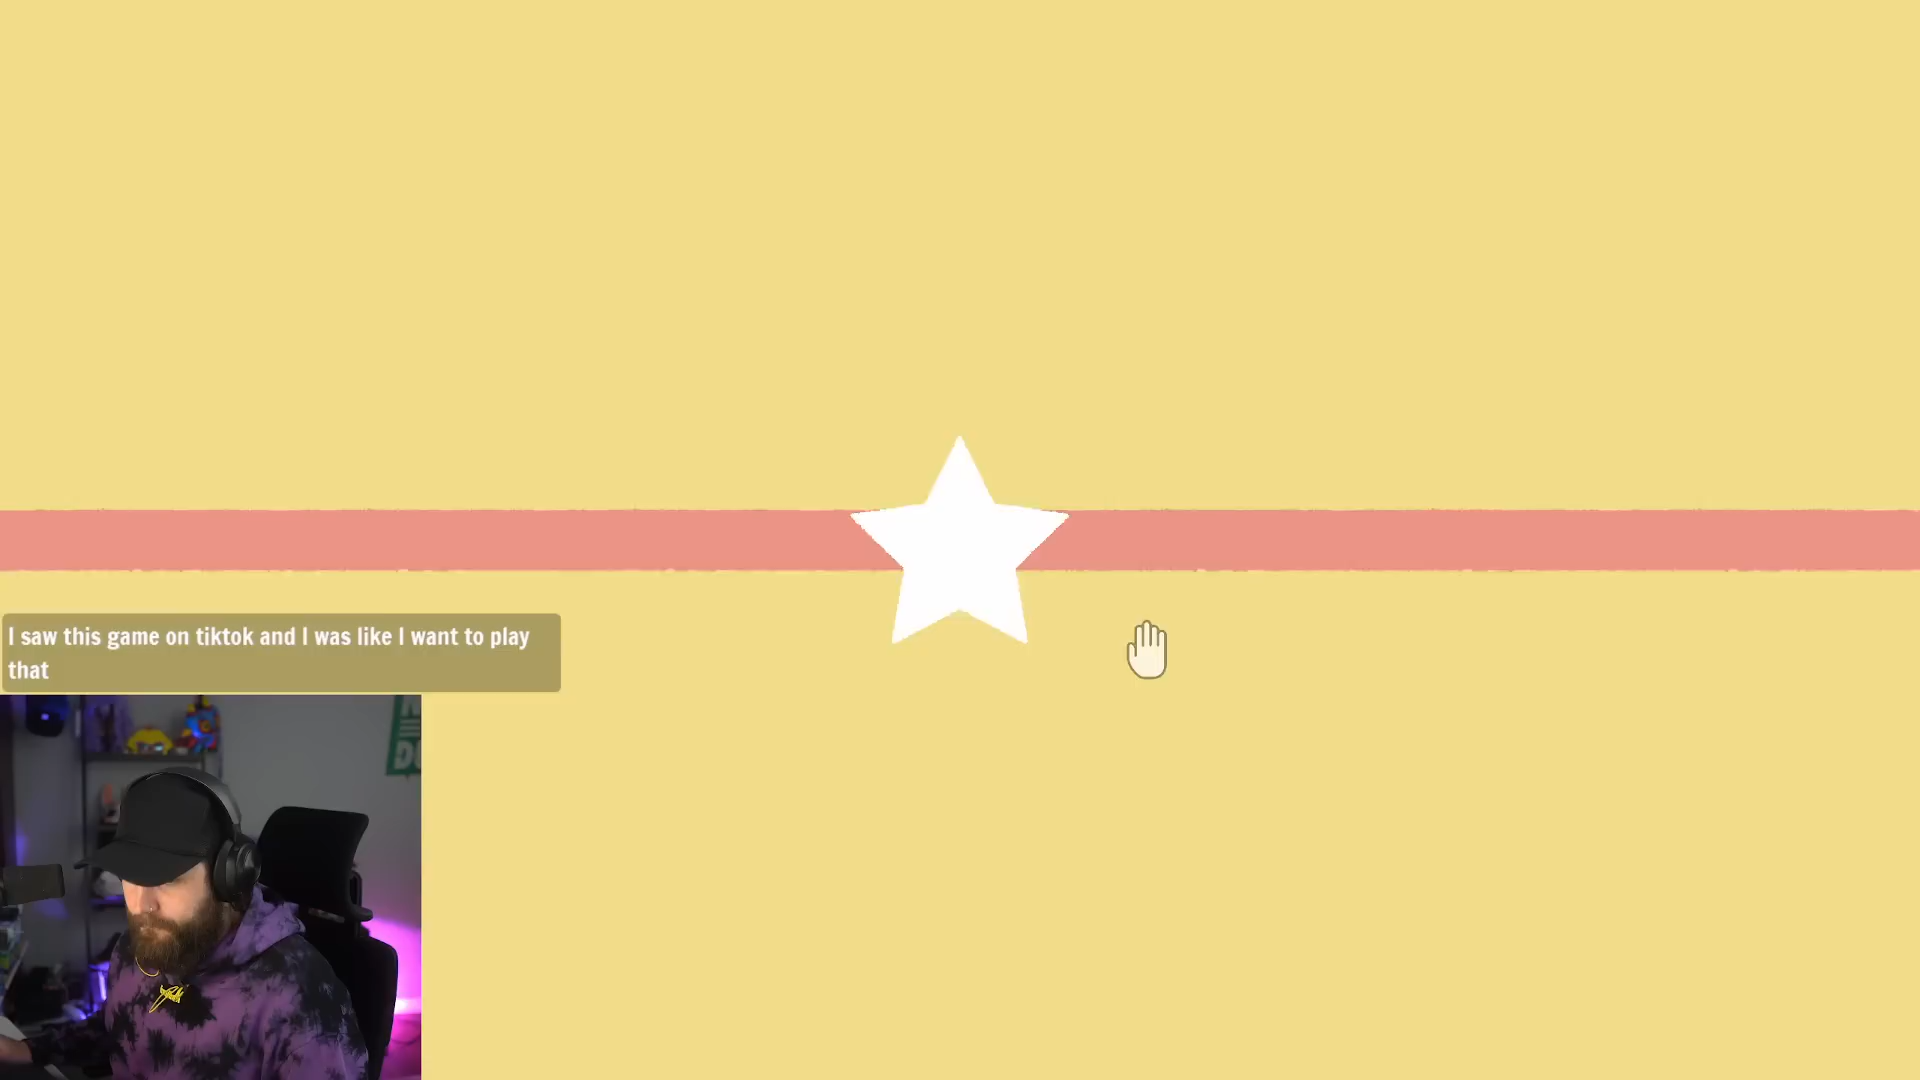 I saw this game on tiktok and I was like I want to play
that